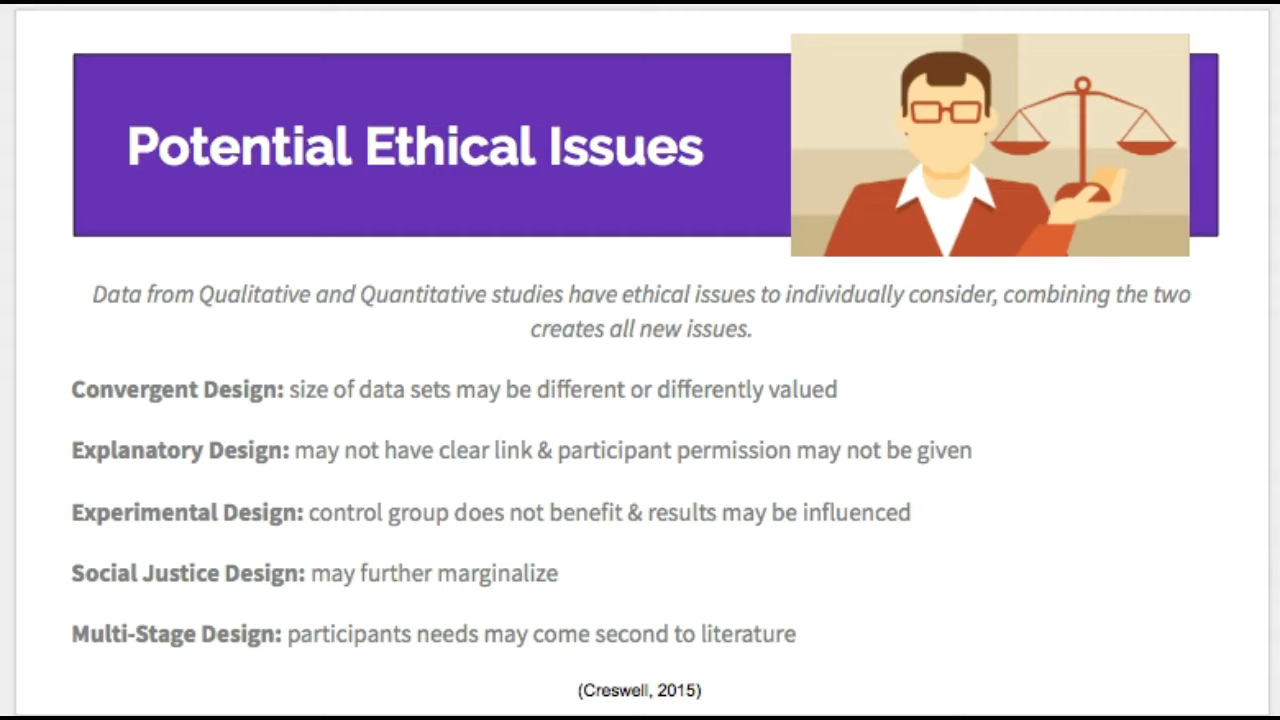 Potential Ethical Issues
Data from Qualitative and Quantitative studies have ethical issues to individually consider, combining the two
creates all new issues.
Convergent Design: size of data sets may be different or differently valued
Explanatory Design: may not have clear link & participant permission may not be given
Experimental Design: control group does not benefit & results may be influenced
Social Justice Design: may further marginalize
Multi-Stage Design: participants needs may come second to literature
(Creswell, 2015)